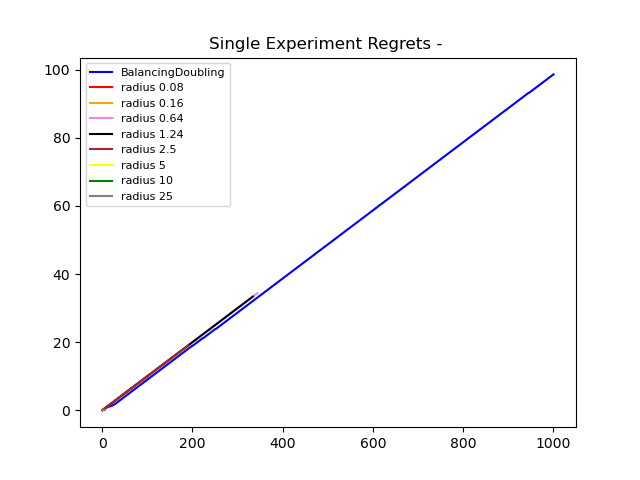 Single Experiment Regrets -
BalancingDoubling
radius 0.08
radius 0.16
radius 0.64
radius 1.24
radius 2.5
radius 5
radius 10
radius 25
100
80
60
40
20
0
0 200 400 600 800 1000